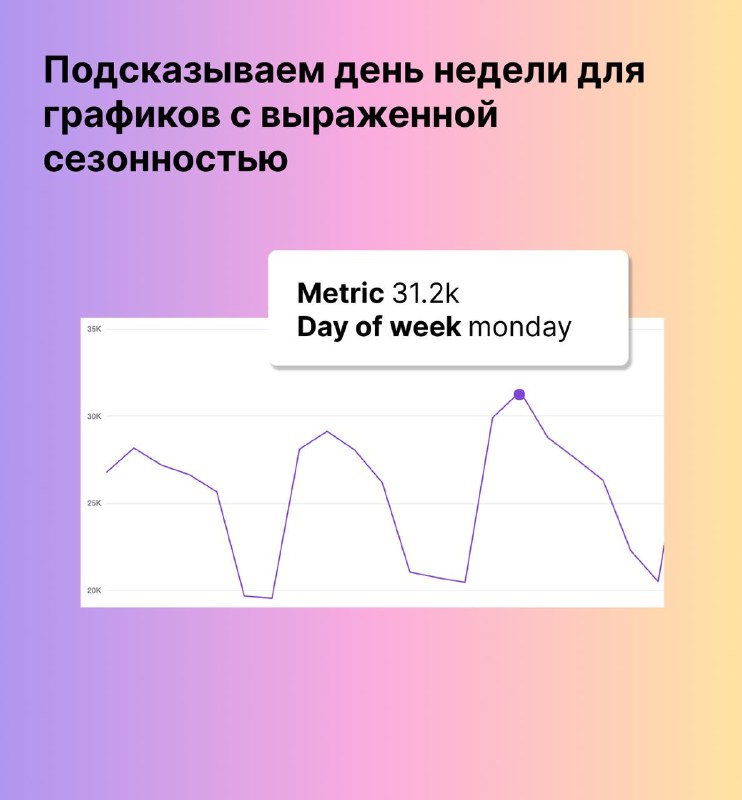 Подсказываем день недели для
графиков с выраженной
сезонностью
Metric 31.2k
Day of week monday
35K
30K
25K
20K